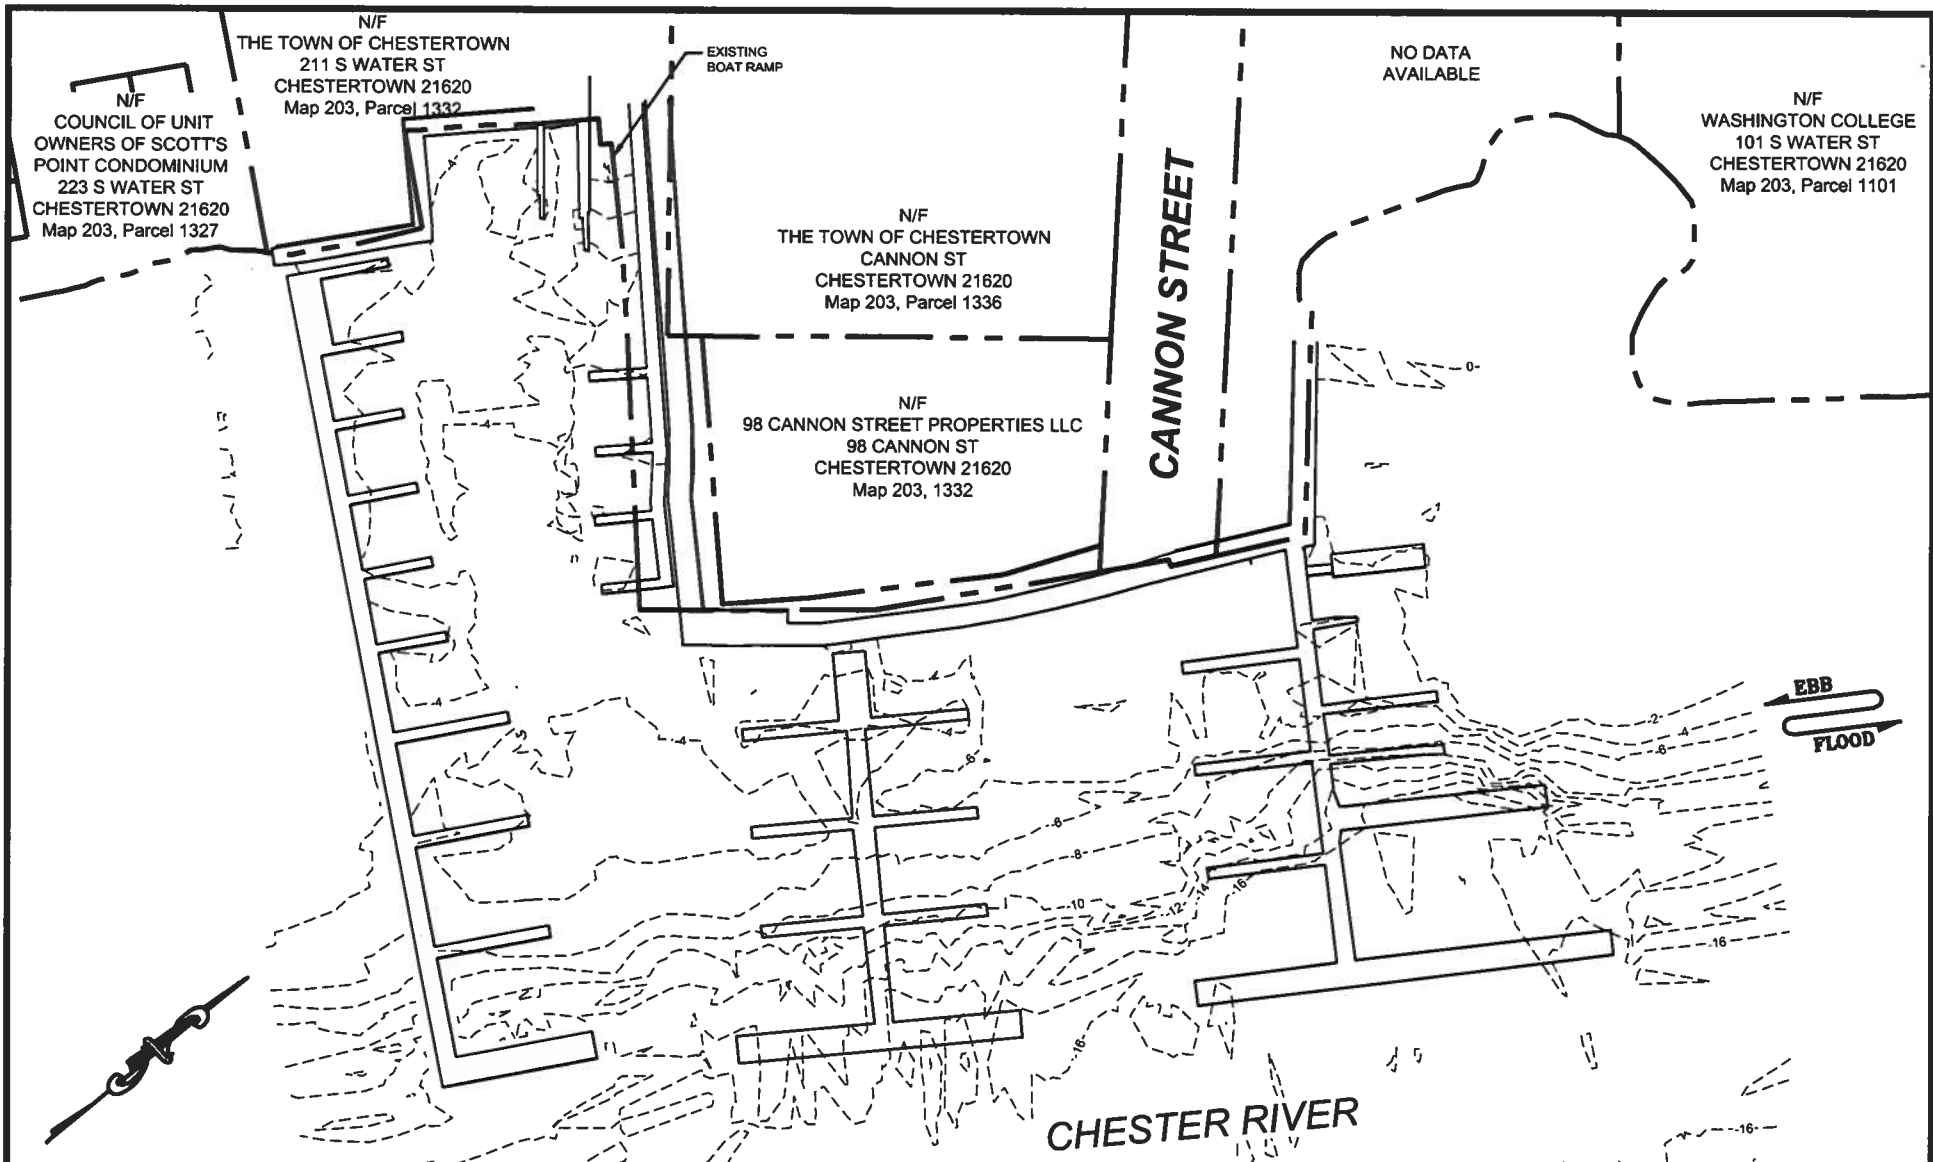 N/F
THE TOWN OF CHESTERTOWN
211 S WATER ST
CHESTERTOWN 21620
Map 203, Parcel 1332
EXISTING
BOAT RAMP
NO DATA
AVAILABLE
N/F
COUNCIL OF UNIT
OWNERS OF SCOTT'S
POINT CONDOMINIUM
223 S WATER ST
CHESTERTOWN 21620
Map 203, Parcel 1327
N/F
WASHINGTON COLLEGE
101 S WATER ST
CHESTERTOWN 21620
Map 203, Parcel 1101
N/F
THE TOWN OF CHESTERTOWN
CANNON ST
CHESTERTOWN 21620
Map 203, Parcel 1336
CANNON STREET
N/F
98 CANNON STREET PROPERTIES LLC
98 CANNON ST
CHESTERTOWN 21620
Map 203, 1332
0-
-4
-4-
-4
-4-
-6-
-2-
4
-6-
EBB
FLOOD
-6-
-8-
-10
-12-
-14-
-16-
-16-
-16-
CHESTER RIVER
-16-